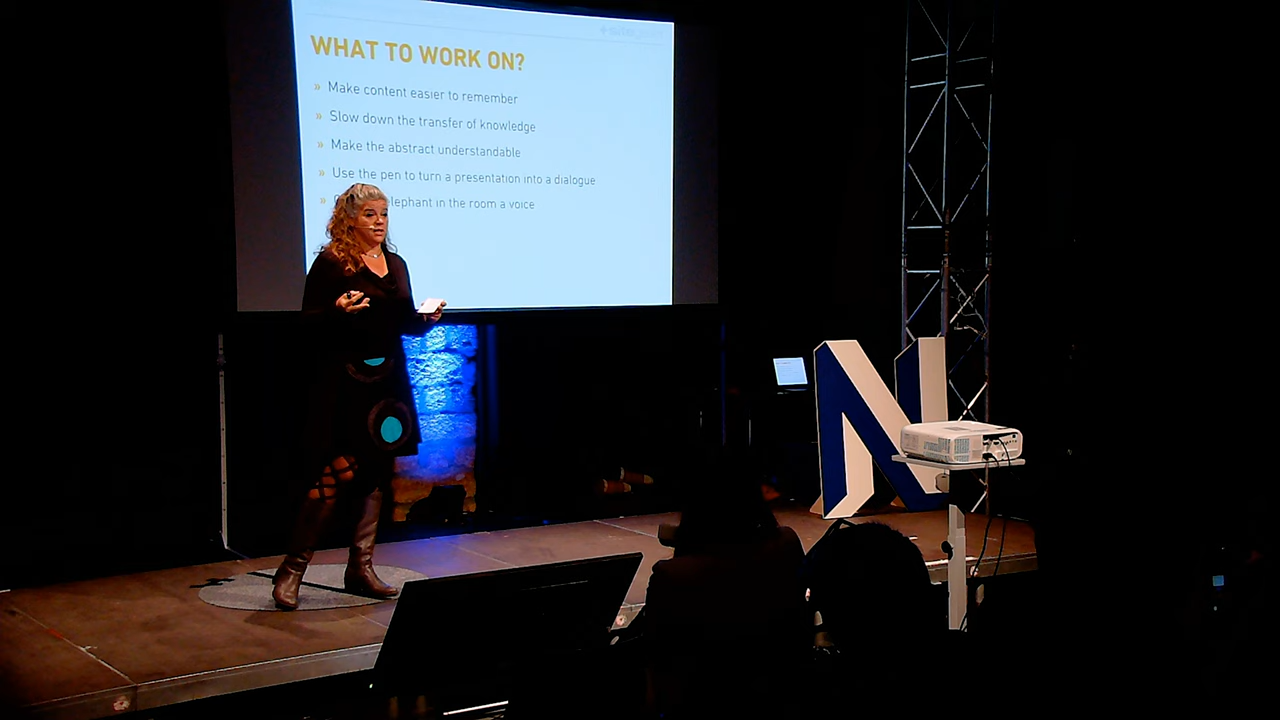 WHAT TO WORK ON?
» Make content easier to remember
» Slow down the transfer of knowledge
» Make the abstract understandable
» Use the pen to turn a presentation into a dialogue
» lephant in the room a voice
N